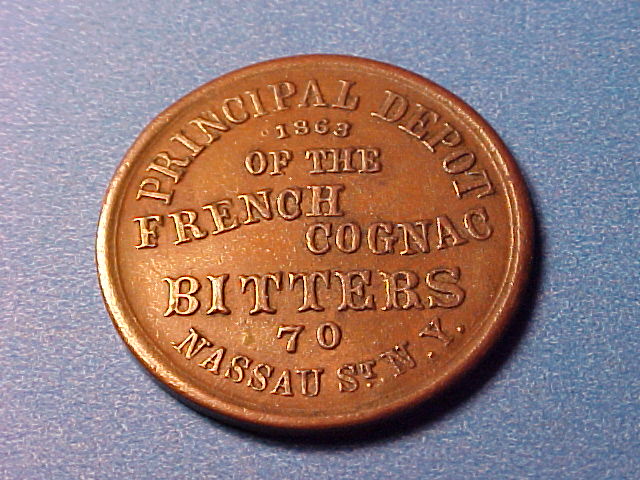 PRINCIPAL DEPOT
1863
OF THE
FRENCH
COGNAC
BITTERS
70
NASSAU ST. N.Y.